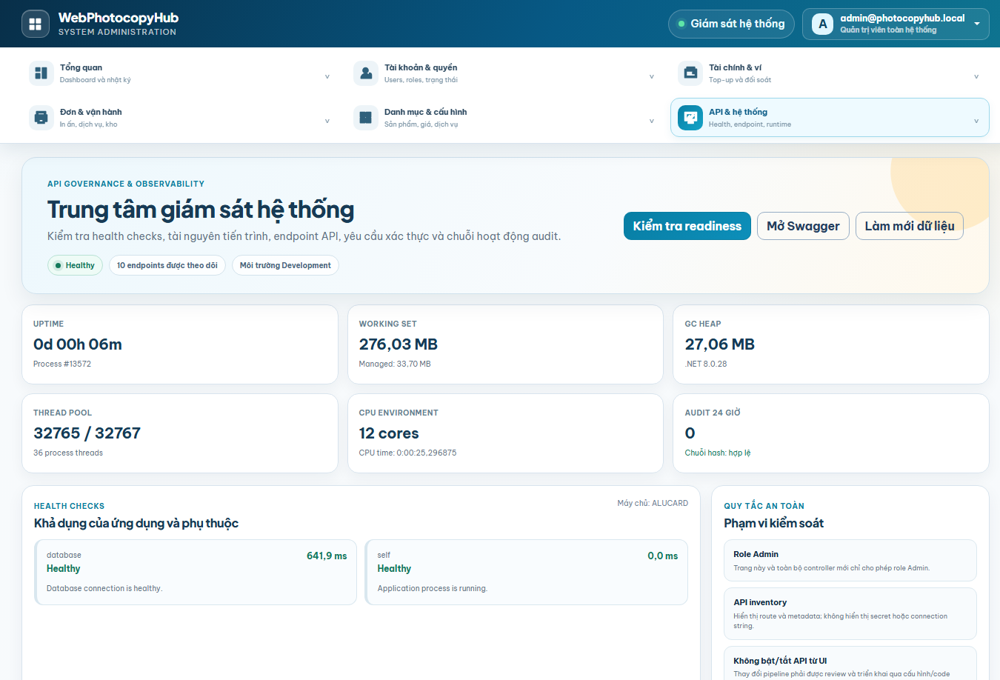 WebPhotocopyHub
SYSTEM ADMINISTRATION
Giám sát hệ thống
A
admin@photocopyhub.local
Quản trị viên toàn hệ thống
Tổng quan
Dashboard và nhật ký
v
Tài khoản & quyền
Users, roles, trạng thái
v
Tài chính & ví
Top-up và đối soát
v
Đơn & vận hành
In ấn, dịch vụ, kho
v
Danh mục & cấu hình
Sản phẩm, giá, dịch vụ
v
API & hệ thống
Health, endpoint, runtime
v
API GOVERNANCE & OBSERVABILITY
Trung tâm giám sát hệ thống
Kiểm tra health checks, tài nguyên tiến trình, endpoint API, yêu cầu xác thực và chuỗi hoạt động audit.
Healthy
10 endpoints được theo dõi
Môi trường Development
Kiểm tra readiness
Mở Swagger
Làm mới dữ liệu
UPTIME
0d 00h 06m
Process #13572
WORKING SET
276,03 MB
Managed: 33,70 MB
GC HEAP
27,06 MB
.NET 8.0.28
THREAD POOL
32765 / 32767
36 process threads
CPU ENVIRONMENT
12 cores
CPU time: 0:00:25,296875
AUDIT 24 GIỜ
0
Chuỗi hash: hợp lệ
HEALTH CHECKS
Khả dụng của ứng dụng và phụ thuộc
Máy chủ: ALUCARD
database
Healthy
641,9 ms
Database connection is healthy.
self
Healthy
0,0 ms
Application process is running.
QUY TẮC AN TOÀN
Phạm vi kiểm soát
Role Admin
Trang này và toàn bộ controller mới chỉ cho phép role Admin.
API inventory
Hiển thị route và metadata; không hiển thị secret hoặc connection
string.
Không bật/tắt API từ UI
Thay đổi pipeline phải được review và triển khai qua cấu hình/code